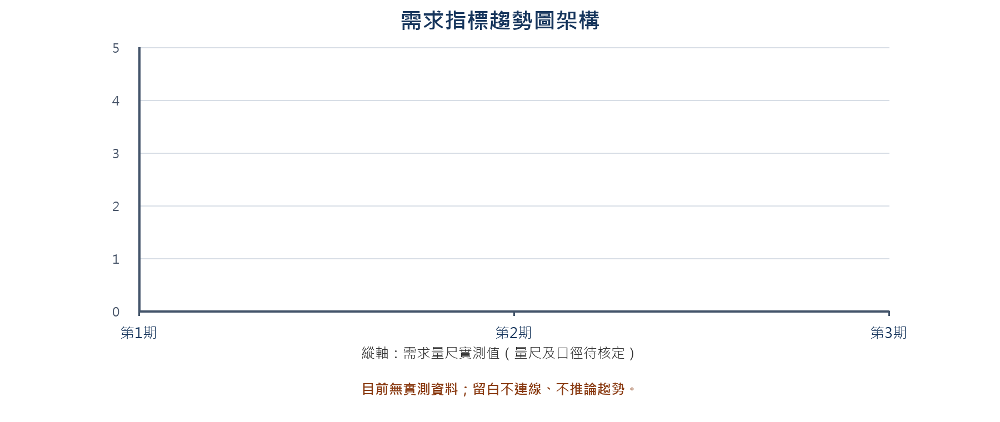 需求指標趨勢圖架構
5
4
3
2
1
0
第1期 第2期 第3期
縱軸：需求量尺實測值（量尺及口徑待核定）
目前無實測資料；留白不連線、不推論趨勢。